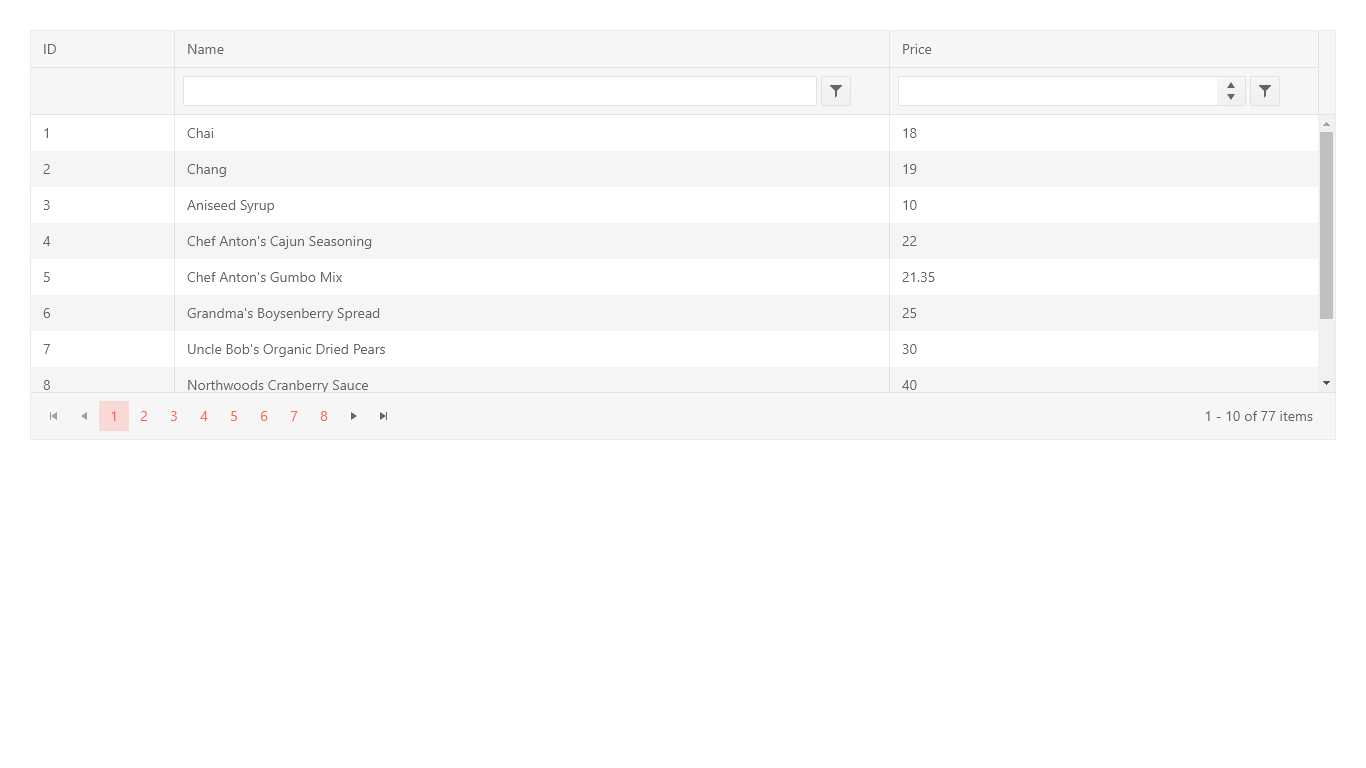 ID Name Price
1 Chai 18
2 Chang 19
3 Aniseed Syrup 10
4 Chef Anton's Cajun Seasoning 22
5 Chef Anton's Gumbo Mix 21.35
6 Grandma's Boysenberry Spread 25
7 Uncle Bob's Organic Dried Pears 30
8 Northwoods Cranberry Sauce 40
1 2 3 4 5 6 7 8 1 - 10 of 77 items